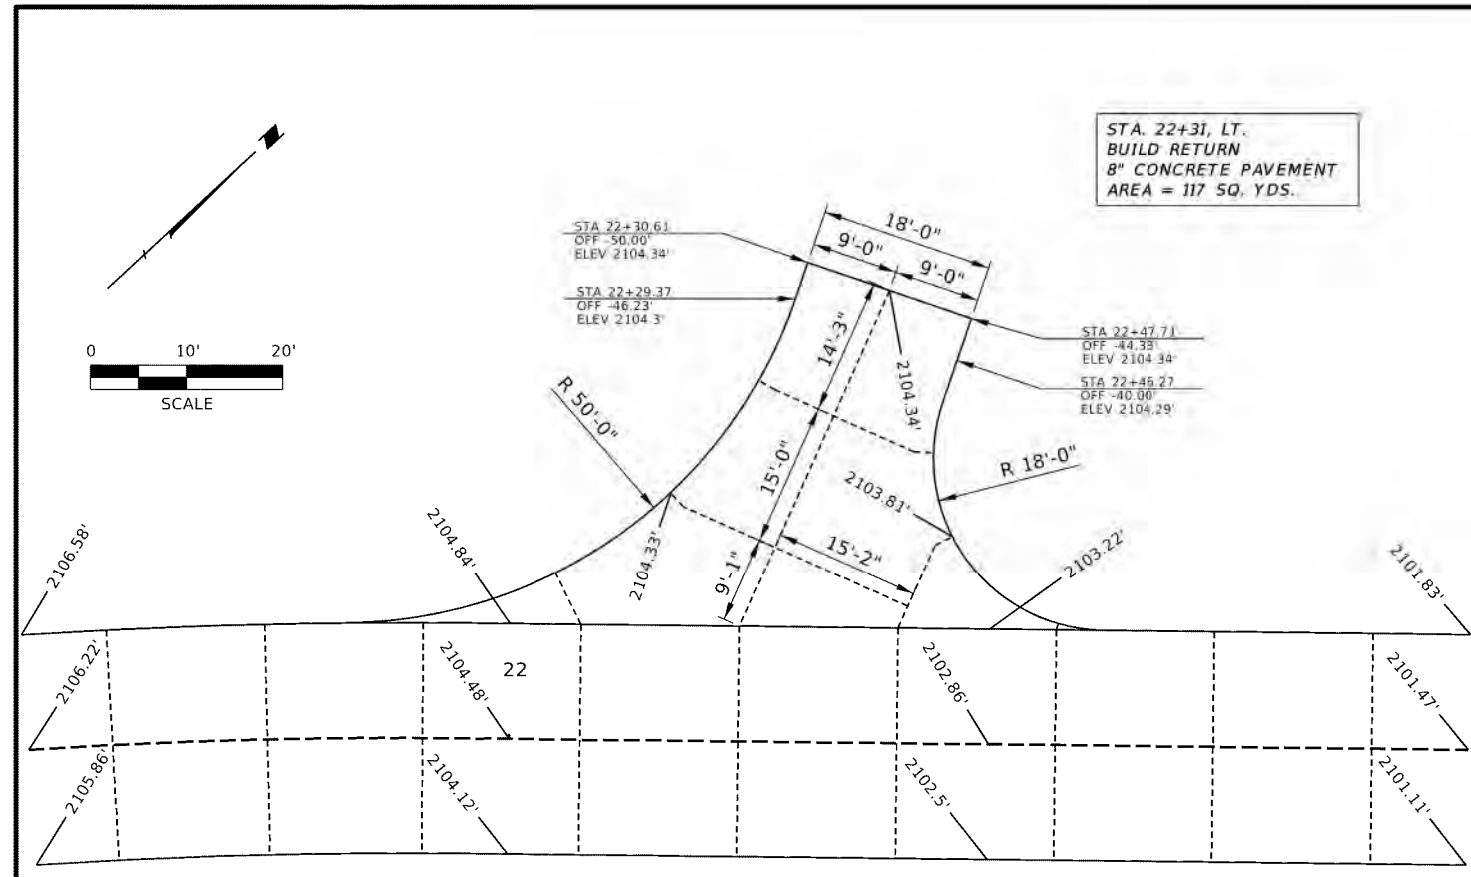 STA. 22+31, LT.
BUILD RETURN
8" CONCRETE PAVEMENT
AREA = 117 SQ. YDS.
18'-0"
9'-0"
9'-0"
STA 22+30.61
OFF -50.00'
ELEV 2104.34'
STA 22+29.37
OFF -46.23'
ELEV 2104.3'
STA 22+47.71
OFF -44.33'
ELEV 2104.34'
STA 22+46.27
OFF -40.00'
ELEV 2104.29'
0 10' 20'
SCALE
14'-3"
2104.34'
R 50'-0"
15'-0"
R 18'-0"
2103.81'
2104.33'
9'-1"
15'-2"
2106.58'
2104.84'
2103.22'
2101.83'
2106.22'
2104.48'
22
2102.86'
2101.47'
2105.86'
2104.12'
2102.5'
2101.11'